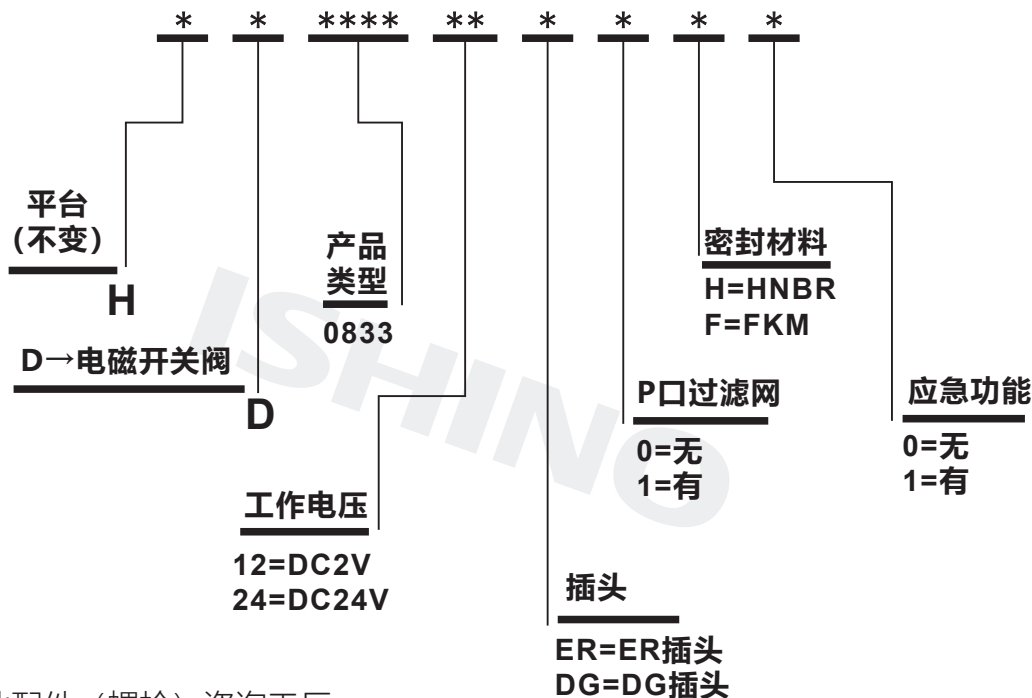 * * **** ** * * * *
平台
(不变)
H
D→电磁开关阀
D
产品
类型
0833
工作电压
12=DC2V
24=DC24V
插头
ER=ER插头
DG=DG插头
P口过滤网
0=无
1=有
密封材料
H=HNBR
F=FKM
应急功能
0=无
1=有
ISHINO